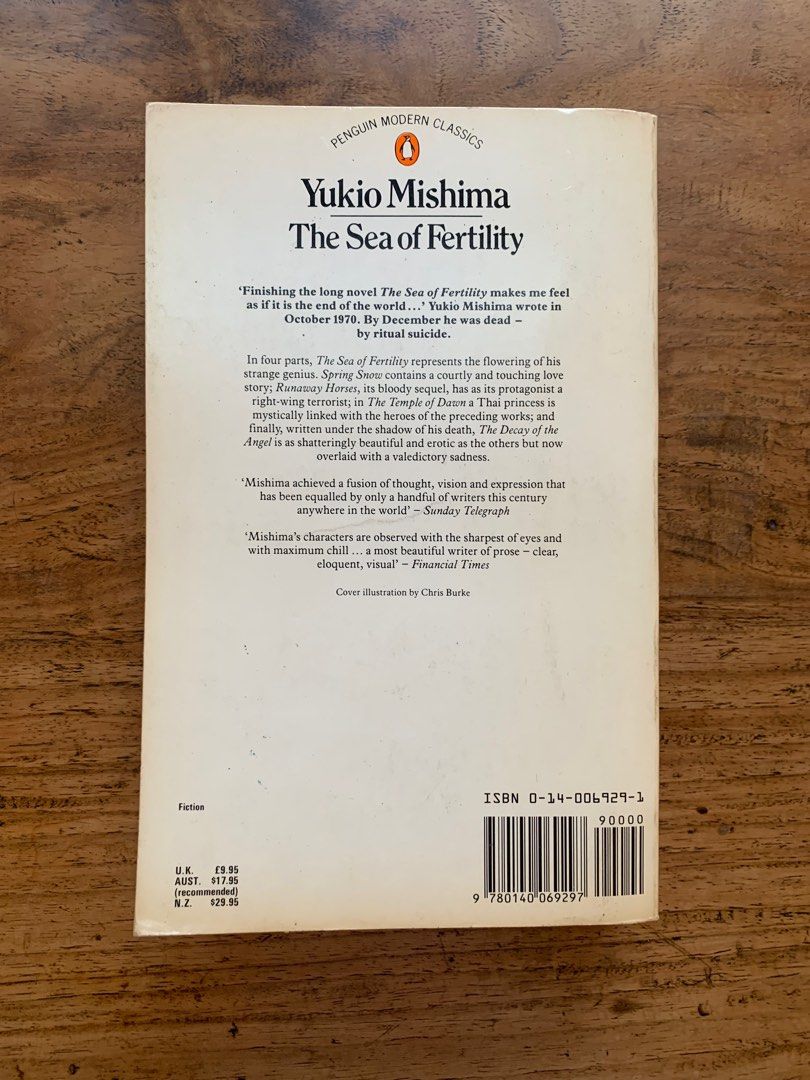 PENGUIN MODERN CLASSICS
Yukio Mishima
The Sea of Fertility
‘Finishing the long novel The Sea of Fertility makes me feel
as if it is the end of the world...’ Yukio Mishima wrote in
October 1970. By December he was dead –
by ritual suicide.
In four parts, The Sea of Fertility represents the flowering of his
strange genius. Spring Snow contains a courtly and touching love
story; Runaway Horses, its bloody sequel, has as its protagonist a
right-wing terrorist; in The Temple of Dawn a Thai princess is
mystically linked with the heroes of the preceding works; and
finally, written under the shadow of his death, The Decay of the
Angel is as shatteringly beautiful and erotic as the others but now
overlaid with a valedictory sadness.
‘Mishima achieved a fusion of thought, vision and expression that
has been equalled by only a handful of writers this century
anywhere in the world’ – Sunday Telegraph
‘Mishima’s characters are observed with the sharpest of eyes and
with maximum chill ... a most beautiful writer of prose – clear,
eloquent, visual’ – Financial Times
Cover illustration by Chris Burke
Fiction
U.K. £9.95
AUST. $17.95
(recommended)
N.Z. $29.95
ISBN 0-14-006929-1
90000
9 780140 069297